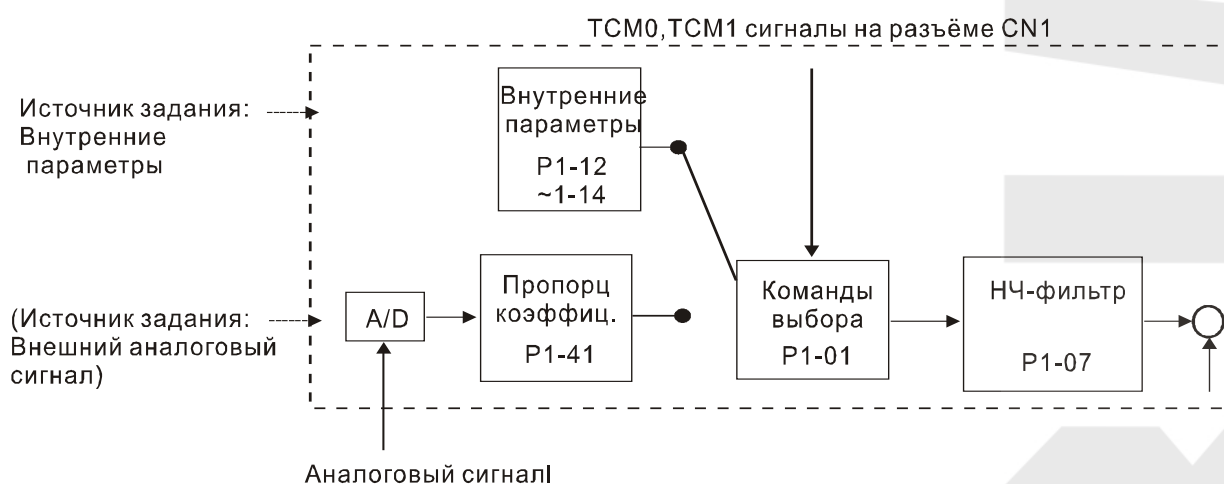 TCM0,TCM1 сигналы на разъёме CN1
Источник задания:
Внутренние
параметры
Внутренние
параметры
P1-12
~1-14
(Источник задания:
Внешний аналоговый
сигнал)
A/D
Пропорц
коэффиц.
P1-41
Команды
выбора
P1-01
НЧ-фильтр
P1-07
Аналоговый сигналI